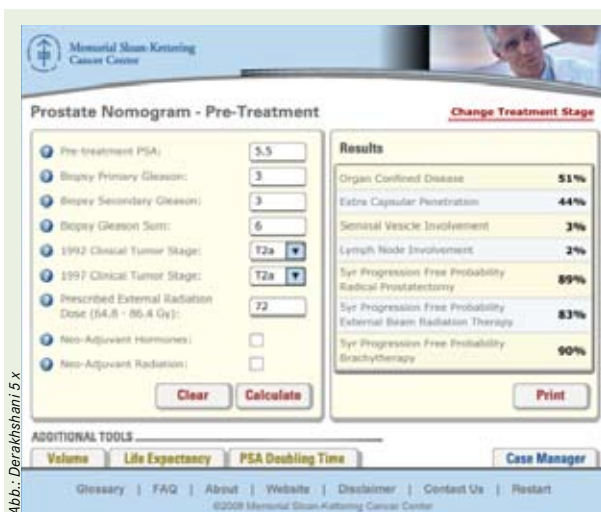 Memorial Sloan-Kettering
Cancer Center
Prostate Nomogram - Pre-Treatment
Change Treatment Stage
Pre-treatment PSA: 5.5
Biopsy Primary Gleason: 3
Biopsy Secondary Gleason: 3
Biopsy Gleason Sum: 6
1992 Clinical Tumor Stage: T2a
1997 Clinical Tumor Stage: T2a
Prescribed External Radiation
Dose (64.8 - 86.4 Gy): 72
Neo-Adjuvant Hormones:
Neo-Adjuvant Radiation:
Clear Calculate
Results
Organ Confined Disease 51%
Extra Capsular Penetration 44%
Seminal Vesicle Involvement 3%
Lymph Node Involvement 2%
5yr Progression Free Probability
Radical Prostatectomy 89%
5yr Progression Free Probability
External Beam Radiation Therapy 83%
5yr Progression Free Probability
Brachytherapy 90%
Print
ADDITIONAL TOOLS
Volume Life Expectancy PSA Doubling Time Case Manager
Glossary | FAQ | About | Website | Disclaimer | Contact Us | Restart
©2008 Memorial Sloan-Kettering Cancer Center
Abb.: Derakhshani 5 x